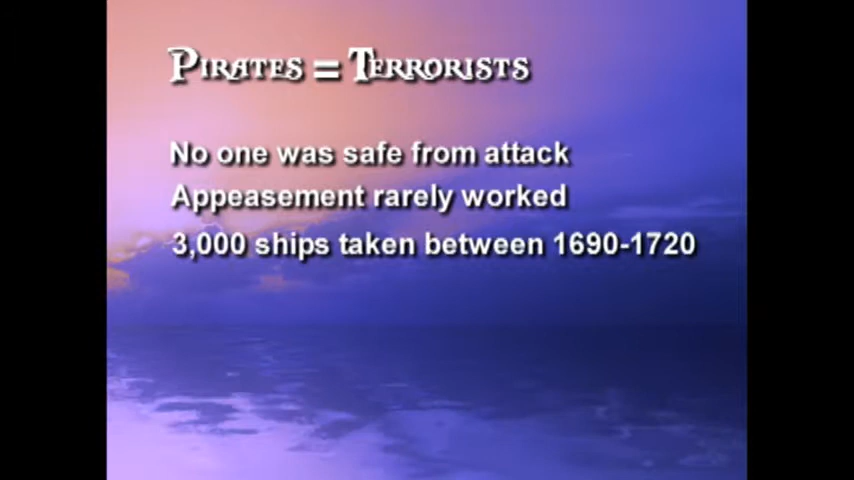 Pirates = Terrorists
No one was safe from attack
Appeasement rarely worked
3,000 ships taken between 1690-1720